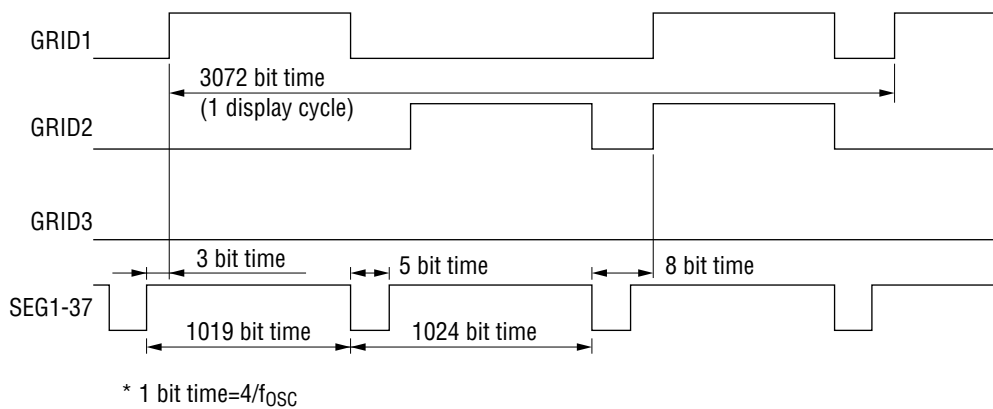 GRID1
3072 bit time
(1 display cycle)
GRID2
GRID3
3 bit time
5 bit time
8 bit time
SEG1-37
1019 bit time
1024 bit time
* 1 bit time=4/fOSC